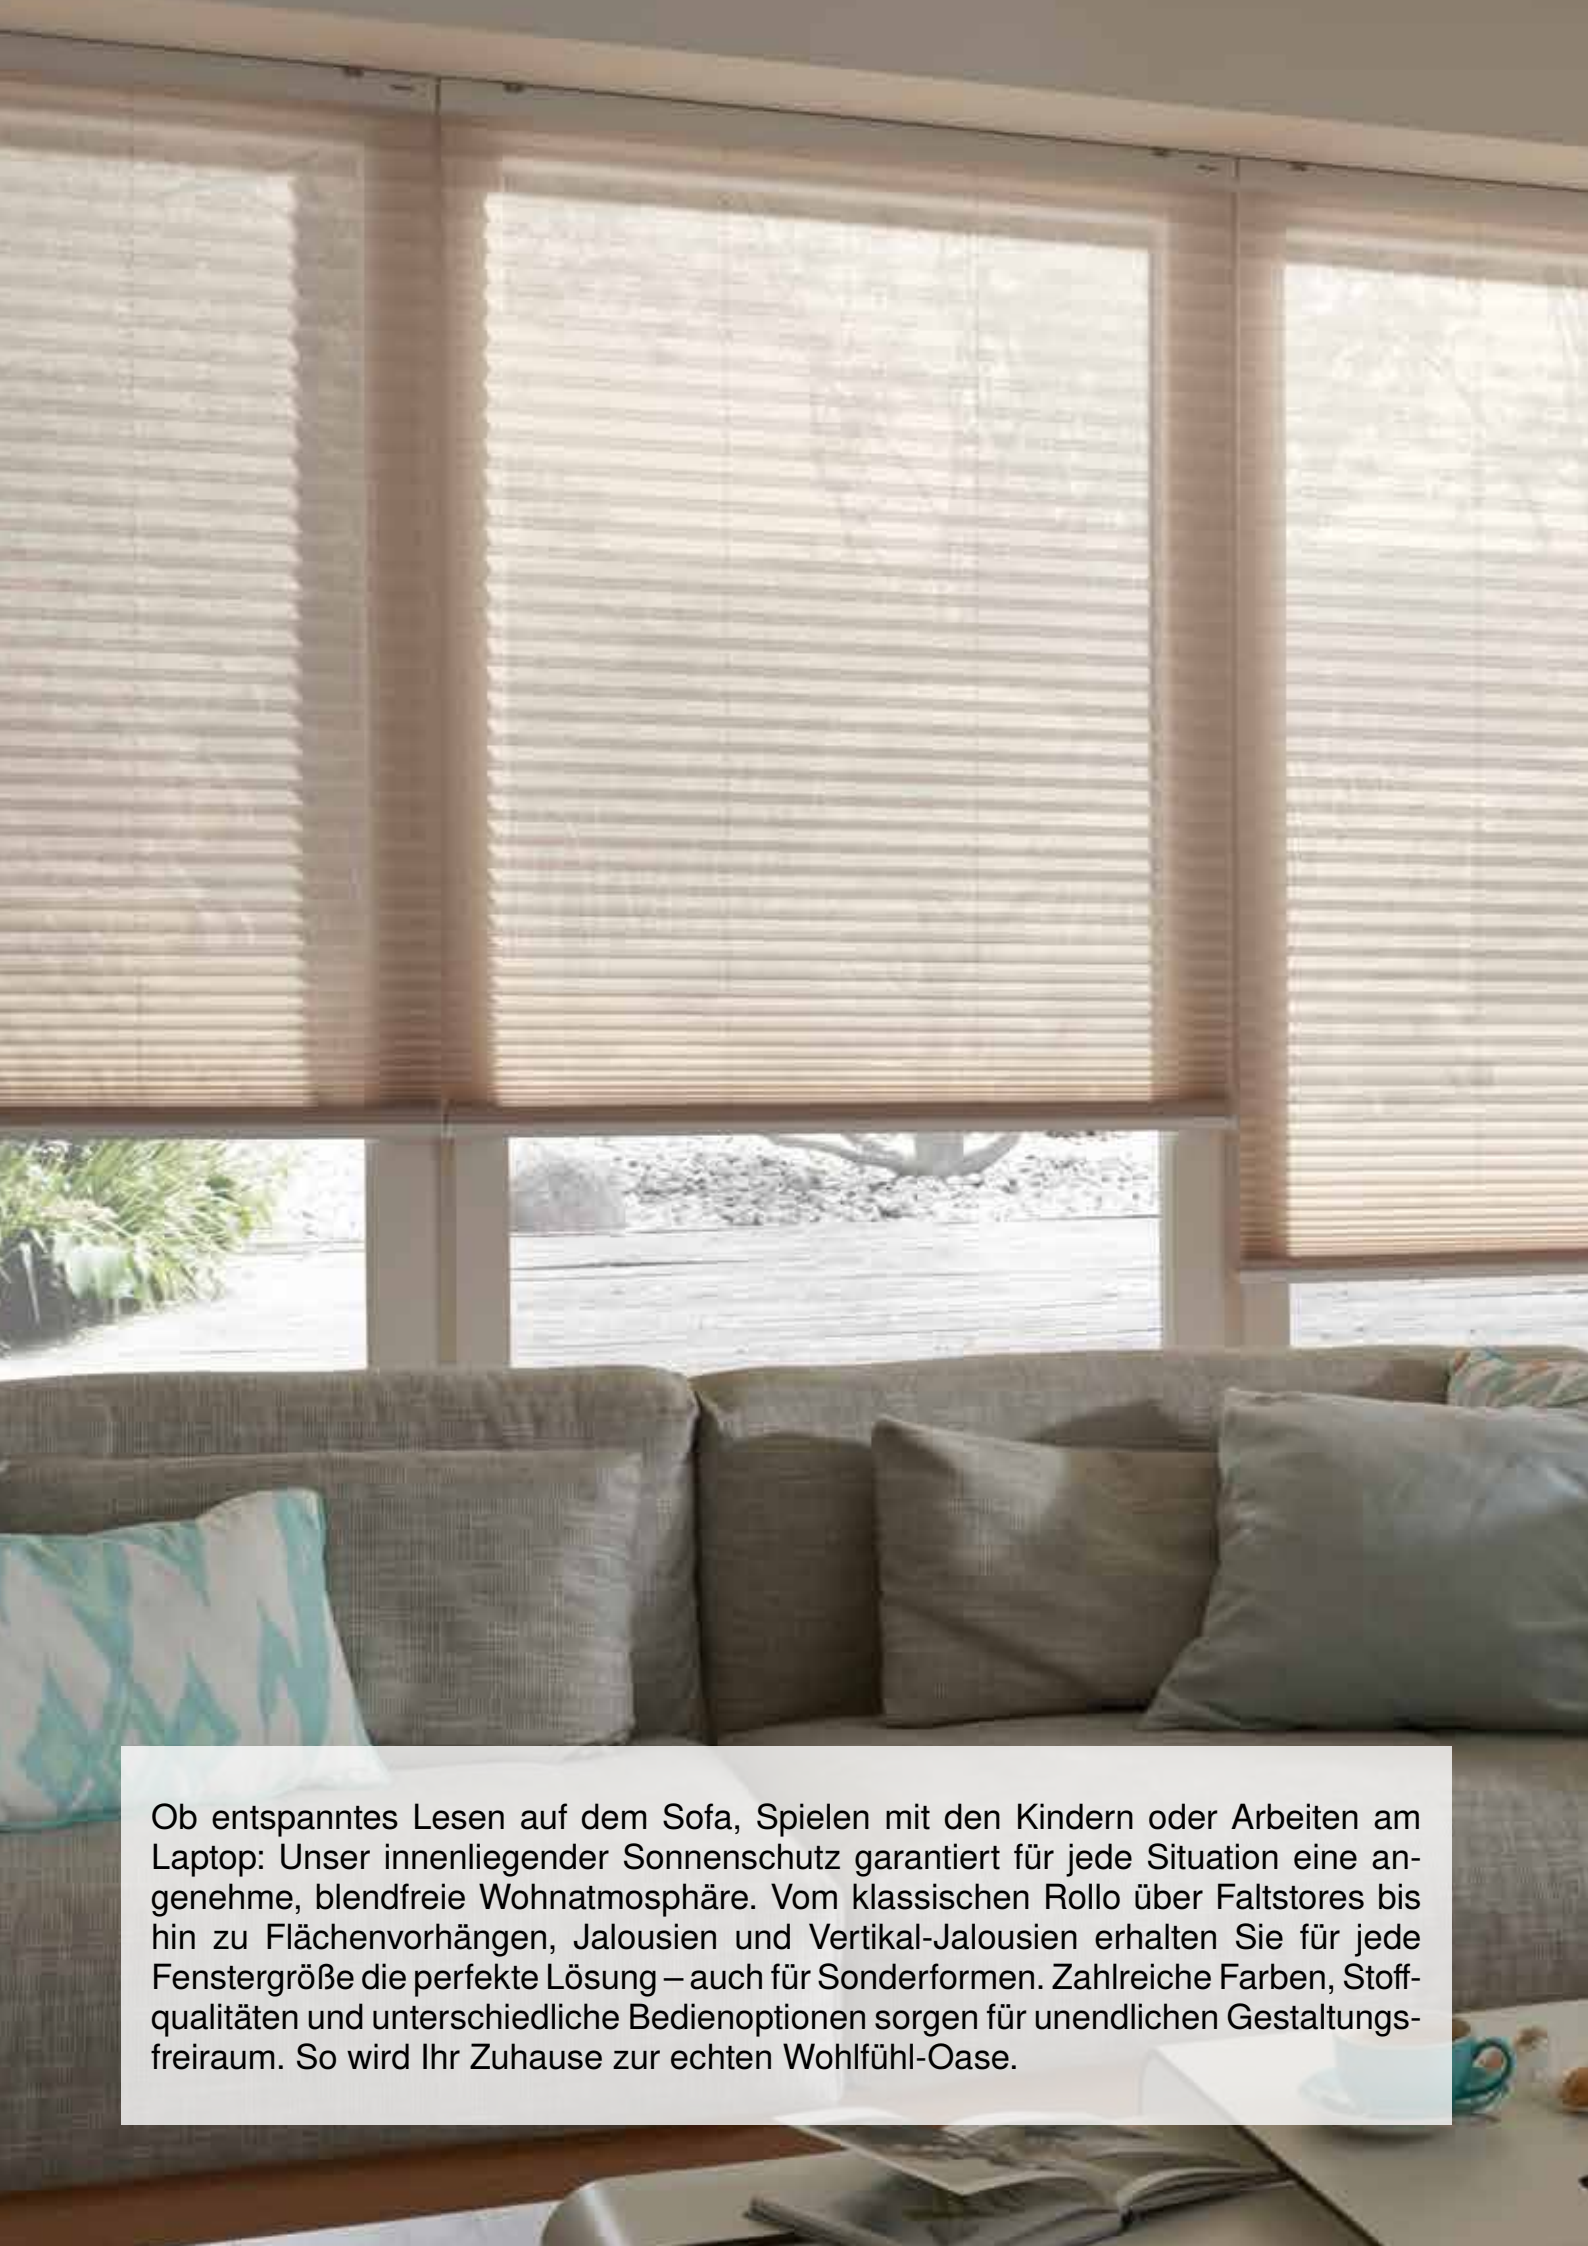 Ob entspanntes Lesen auf dem Sofa, Spielen mit den Kindern oder Arbeiten am
Laptop: Unser innenliegender Sonnenschutz garantiert für jede Situation eine an-
genehme, blendfreie Wohnatmosphäre. Vom klassischen Rollo über Faltstores bis
hin zu Flächenvorhängen, Jalousien und Vertikal-Jalousien erhalten Sie für jede
Fenstergröße die perfekte Lösung – auch für Sonderformen. Zahlreiche Farben, Stoff-
qualitäten und unterschiedliche Bedienoptionen sorgen für unendlichen Gestaltungs-
freiraum. So wird Ihr Zuhause zur echten Wohlfühl-Oase.